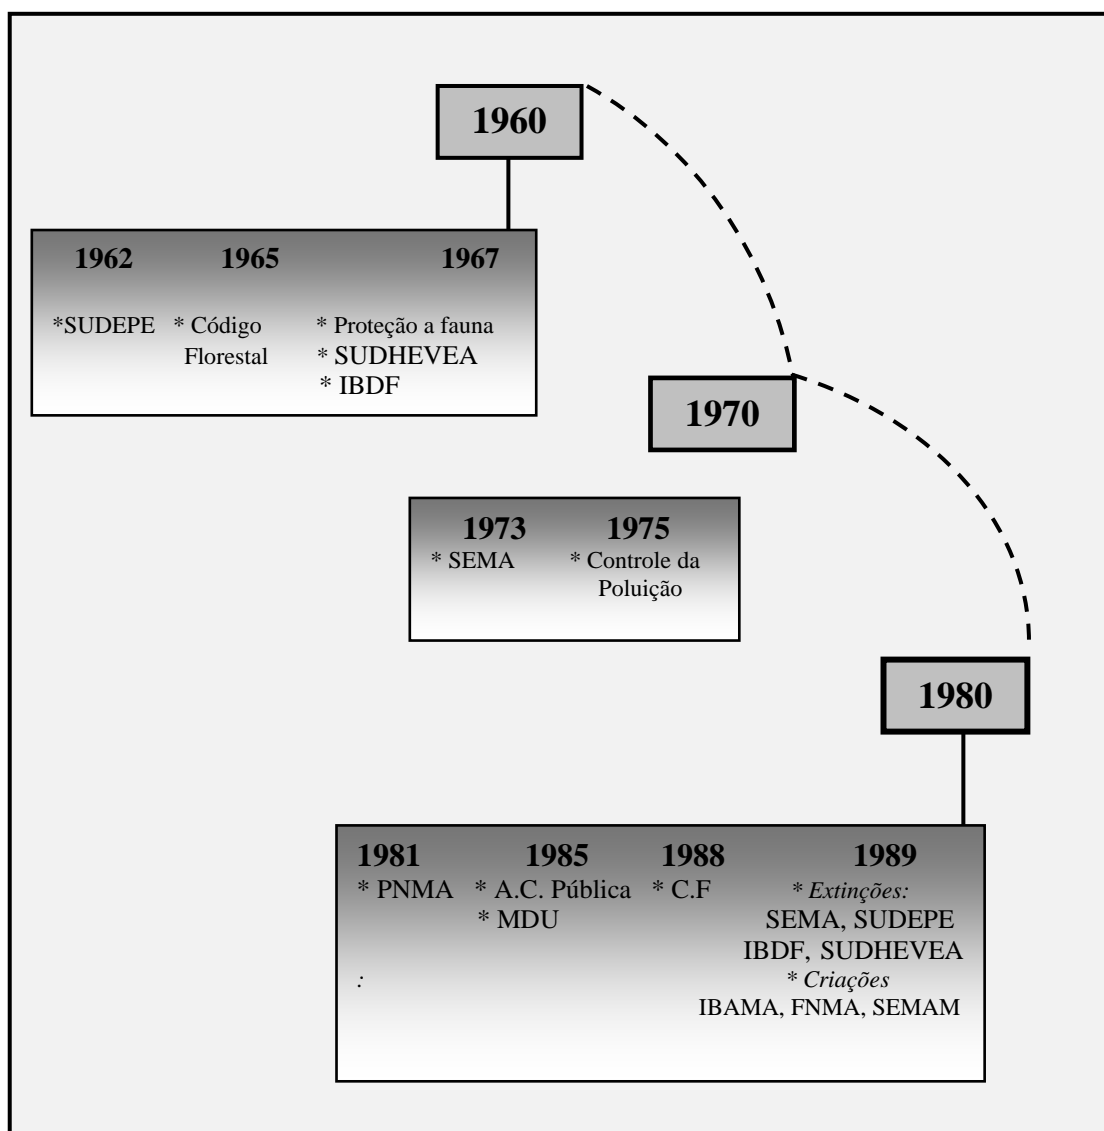 1960
1962 1965 1967
*SUDEPE * Código * Proteção a fauna
Florestal * SUDHEVEA
* IBDF
1970
1973 1975
* SEMA * Controle da
Poluição
1980
1981 1985 1988 1989
* PNMA * A.C. Pública * C.F * Extinções:
* MDU SEMA, SUDEPE
IBDF, SUDHEVEA
: * Criações
IBAMA, FNMA, SEMAM